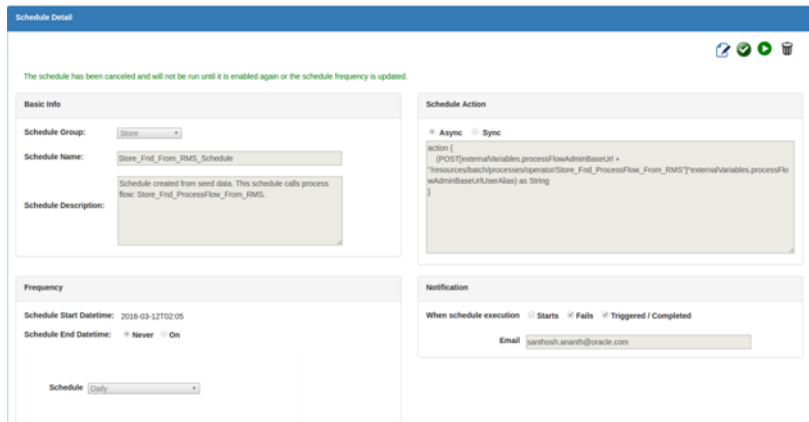 Schedule Detail
The schedule has been canceled and will not be run until it is enabled again or the schedule frequency is updated.
Basic Info
Schedule Group:
Store
Schedule Name:
Store_Fnd_From_RMS_Schedule
Schedule Description:
Schedule created from seed data. This schedule calls process
flow: Store_Fnd_ProcessFlow_From_RMS.
Schedule Action
Async
Sync
action {
(POST[externalVariables.processFlowAdminBaseUrl +
"/resources/batch/processes/operator/Store_Fnd_ProcessFlow_From_RMS"]^externalVariables.processFlo
wAdminBaseUrlUserAlias) as String
}
Frequency
Schedule Start Datetime: 2016-03-12T02:05
Schedule End Datetime: Never On
Schedule Daily
Notification
When schedule execution Starts Fails Triggered / Completed
Email santhosh.ananth@oracle.com